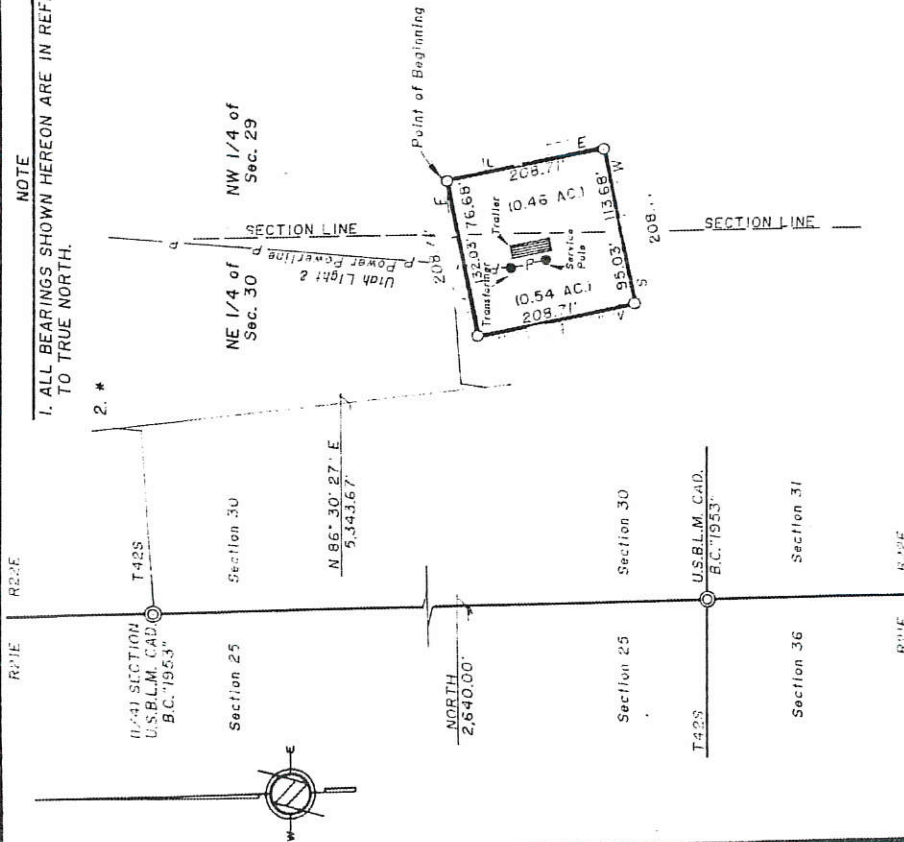 NOTE
1. ALL BEARINGS SHOWN HEREON ARE IN
TO TRUE NORTH.
2. *
R22E
T42S
(1/4) SECTION
U.S.B.L.M. CAD.
B.C. "1953"
Section 25
Section 30
N 86° 30' 27" E
5,343.67'
NORTH
2,640.00'
Section 25
Section 30
T42S
U.S.B.L.M. CAD.
B.C. "1953"
Section 36
Section 31
W
E
NE 1/4 of
Sec. 30
NW 1/4 of
Sec. 29
SECTION LINE
Utah Light &
Power Powerline
P
P
P
Point of Beginning
E
132.03'
76.68'
208.71'
E
(0.46 AC.)
Trailer
Transformer
P
Service
Pole
(0.54 AC.)
208.71'
95.03'
113.68'
W
S
SECTION LINE